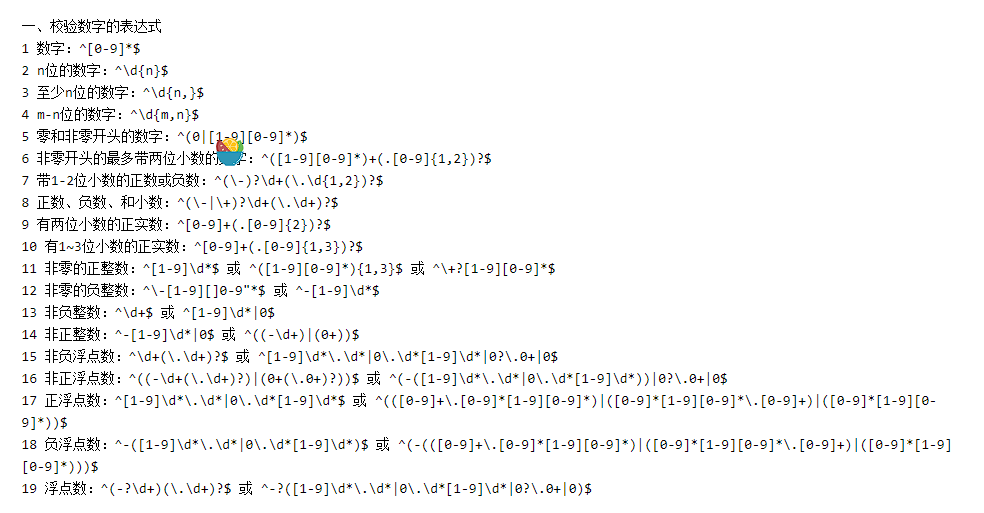 一、校验数字的表达式
1 数字：^[0-9]*$
2 n位的数字：^\d{n}$
3 至少n位的数字：^\d{n,}$
4 m-n位的数字：^\d{m,n}$
5 零和非零开头的数字：^(0|[1-9][0-9]*)$
6 非零开头的最多带两位小数的数字：^([1-9][0-9]*)+(.[0-9]{1,2})?$
7 带1-2位小数的正数或负数：^(\-)?\d+(\.\d{1,2})?$
8 正数、负数、和小数：^(\-|\+)?\d+(\.\d+)?$
9 有两位小数的正实数：^[0-9]+(.[0-9]{2})?$
10 有1~3位小数的正实数：^[0-9]+(.[0-9]{1,3})?$
11 非零的正整数：^[1-9]\d*$ 或 ^([1-9][0-9]*){1,3}$ 或 ^\+?[1-9][0-9]*$
12 非零的负整数：^\-[1-9][]0-9"*$ 或 ^-[1-9]\d*$
13 非负整数：^\d+$ 或 ^[1-9]\d*|0$
14 非正整数：^-[1-9]\d*|0$ 或 ^((-\d+)|(0+))$
15 非负浮点数：^\d+(\.\d+)?$ 或 ^[1-9]\d*\.\d*|0\.\d*[1-9]\d*|0?\.0+|0$
16 非正浮点数：^((-\d+(\.\d+)?)|(0+(\.0+)?))$ 或 ^(-([1-9]\d*\.\d*|0\.\d*[1-9]\d*))|0?\.0+|0$
17 正浮点数：^[1-9]\d*\.\d*|0\.\d*[1-9]\d*$ 或 ^(([0-9]+\.[0-9]*[1-9][0-9]*)|([0-9]*[1-9][0-9]*\.[0-9]+)|([0-9]*[1-9][0-
9]*))$
18 负浮点数：^-([1-9]\d*\.\d*|0\.\d*[1-9]\d*)$ 或 ^(-(([0-9]+\.[0-9]*[1-9][0-9]*)|([0-9]*[1-9][0-9]*\.[0-9]+)|([0-9]*[1-9]
[0-9]*)))$
19 浮点数：^(-?\d+)(\.\d+)?$ 或 ^-?([1-9]\d*\.\d*|0\.\d*[1-9]\d*|0?\.0+|0)$